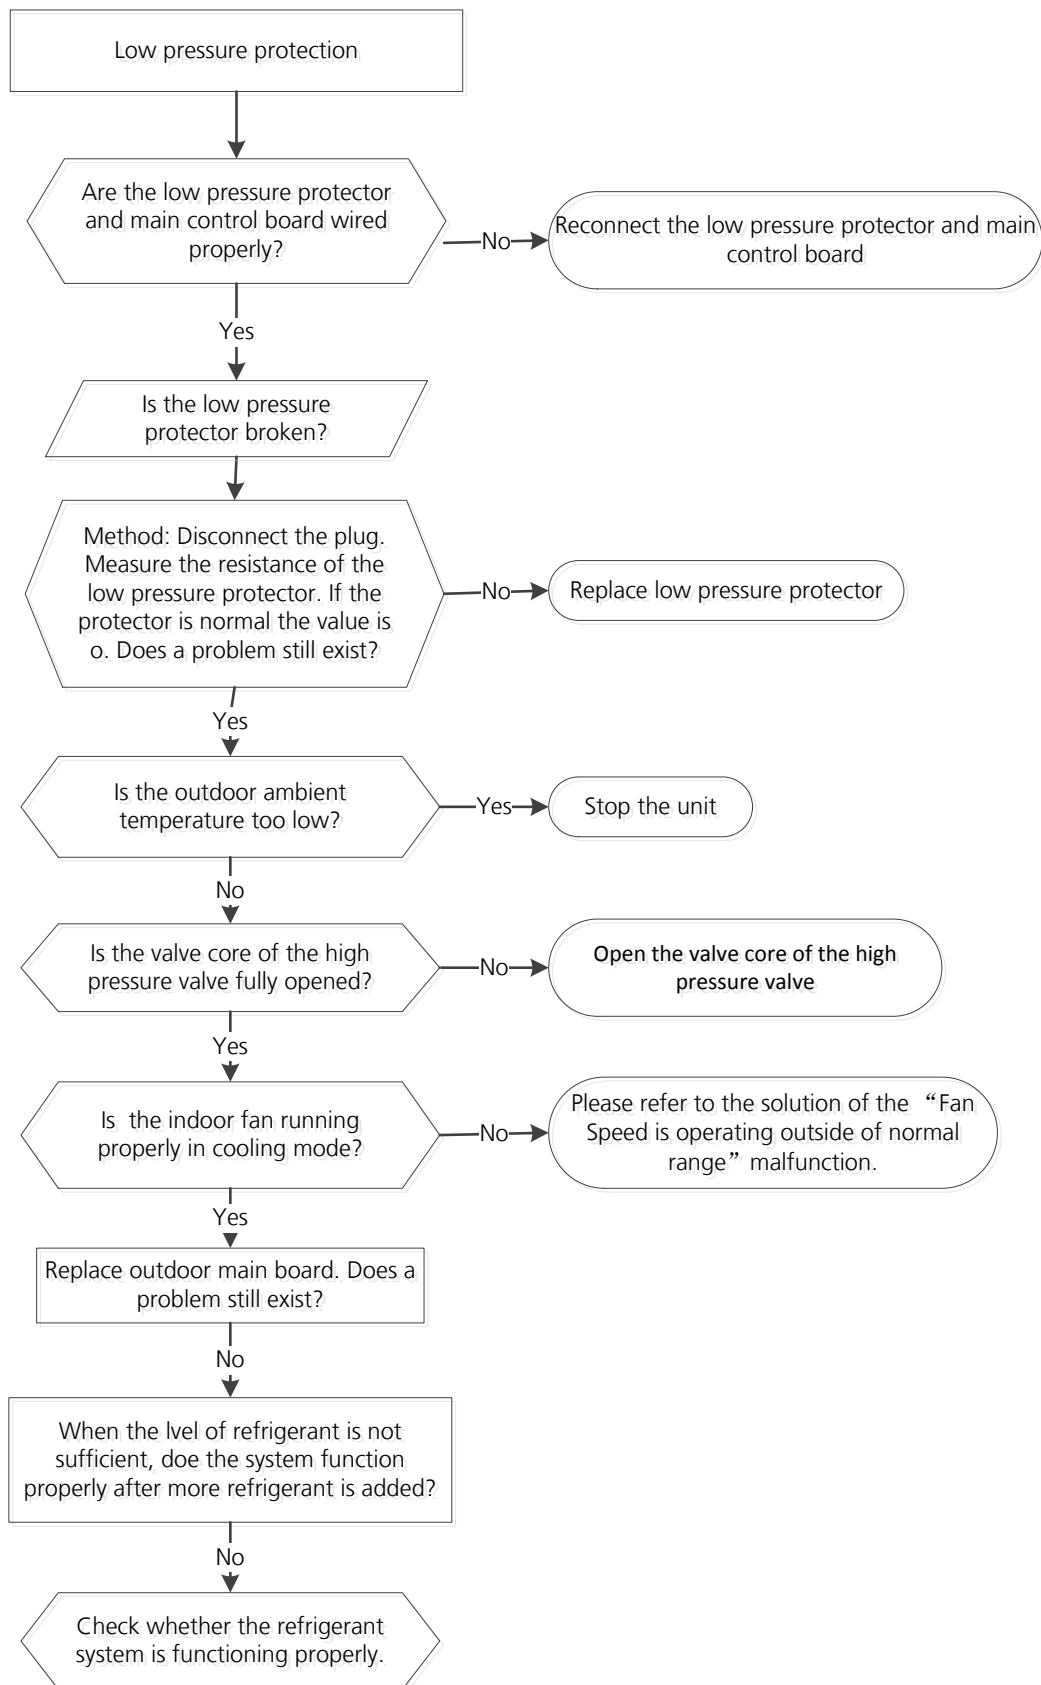 Low pressure protection
Are the low pressure protector
and main control board wired
properly?
No
Reconnect the low pressure protector and main
control board
Yes
Is the low pressure
protector broken?
Method: Disconnect the plug.
Measure the resistance of the
low pressure protector. If the
protector is normal the value is
o. Does a problem still exist?
No
Replace low pressure protector
Yes
Is the outdoor ambient
temperature too low?
Yes
Stop the unit
No
Is the valve core of the high
pressure valve fully opened?
No
Open the valve core of the high
pressure valve
Yes
Is  the indoor fan running
properly in cooling mode?
No
Please refer to the solution of the “Fan
Speed is operating outside of normal
range” malfunction.
Yes
Replace outdoor main board. Does a
problem still exist?
No
When the lvel of refrigerant is not
sufficient, doe the system function
properly after more refrigerant is added?
No
Check whether the refrigerant
system is functioning properly.